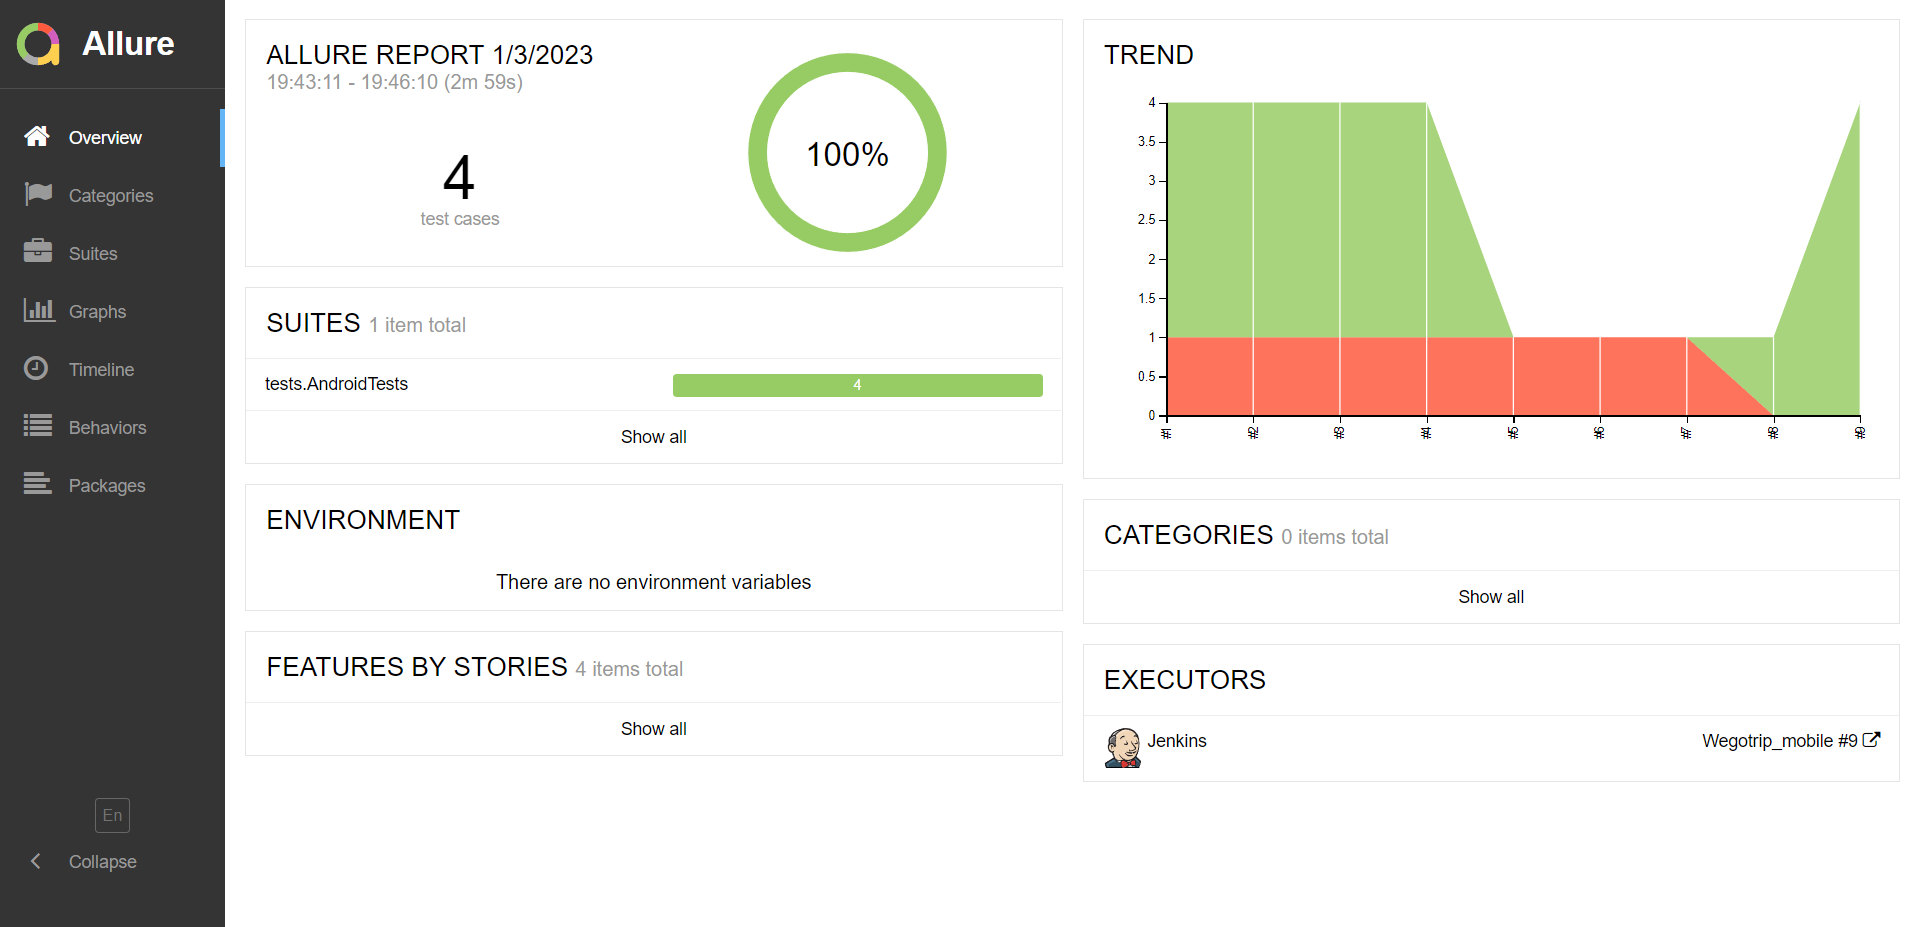 Allure
Overview
Categories
Suites
Graphs
Timeline
Behaviors
Packages
En
Collapse
ALLURE REPORT 1/3/2023
19:43:11 - 19:46:10 (2m 59s)
4
test cases
100%
SUITES 1 item total
tests.AndroidTests 4
Show all
ENVIRONMENT
There are no environment variables
FEATURES BY STORIES 4 items total
Show all
TREND
4
3.5
3
2.5
2
1.5
1
0.5
0
#1 #2 #3 #4 #5 #6 #7 #8 #9
CATEGORIES 0 items total
Show all
EXECUTORS
Jenkins Wegotrip_mobile #9